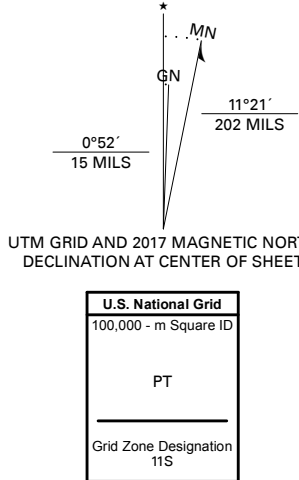 ★
MN
GN
11°21´
202 MILS
0°52´
15 MILS
UTM GRID AND 2017 MAGNETIC NORT
DECLINATION AT CENTER OF SHEET
U.S. National Grid
100,000 - m Square ID
PT
Grid Zone Designation
11S